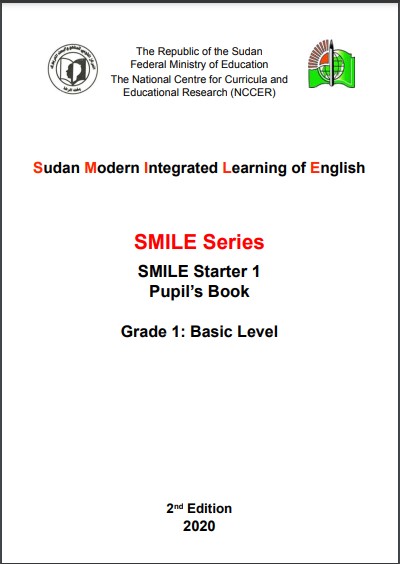 The Republic of the Sudan
Federal Ministry of Education
The National Centre for Curricula and
Educational Research (NCCER)
Sudan Modern Integrated Learning of English
SMILE Series
SMILE Starter 1
Pupil's Book
Grade 1: Basic Level
2nd Edition
2020